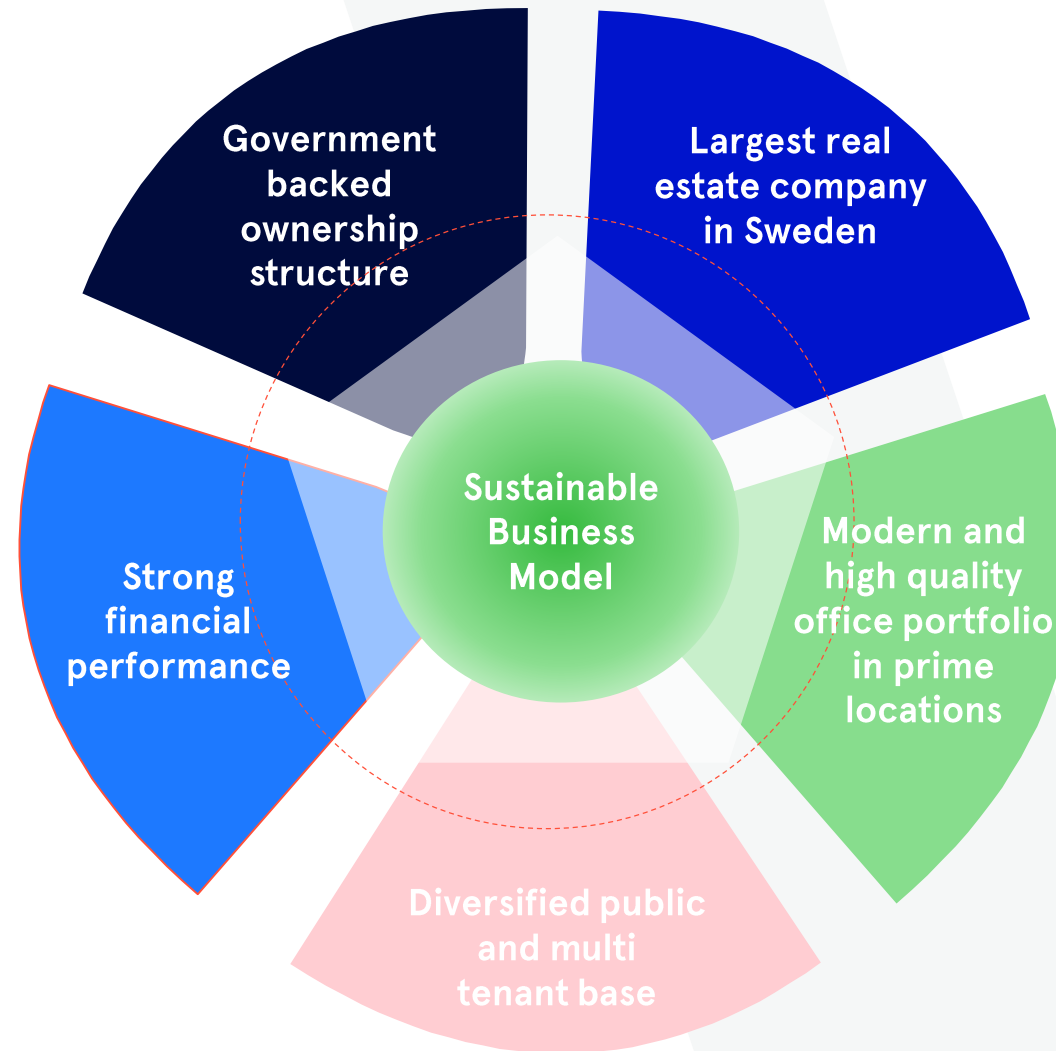 Government
backed
ownership
structure
Largest real
estate company
in Sweden
Sustainable
Business
Model
Modern and
high quality
office portfolio
in prime
locations
Strong
financial
performance
Diversified public
and multi
tenant base